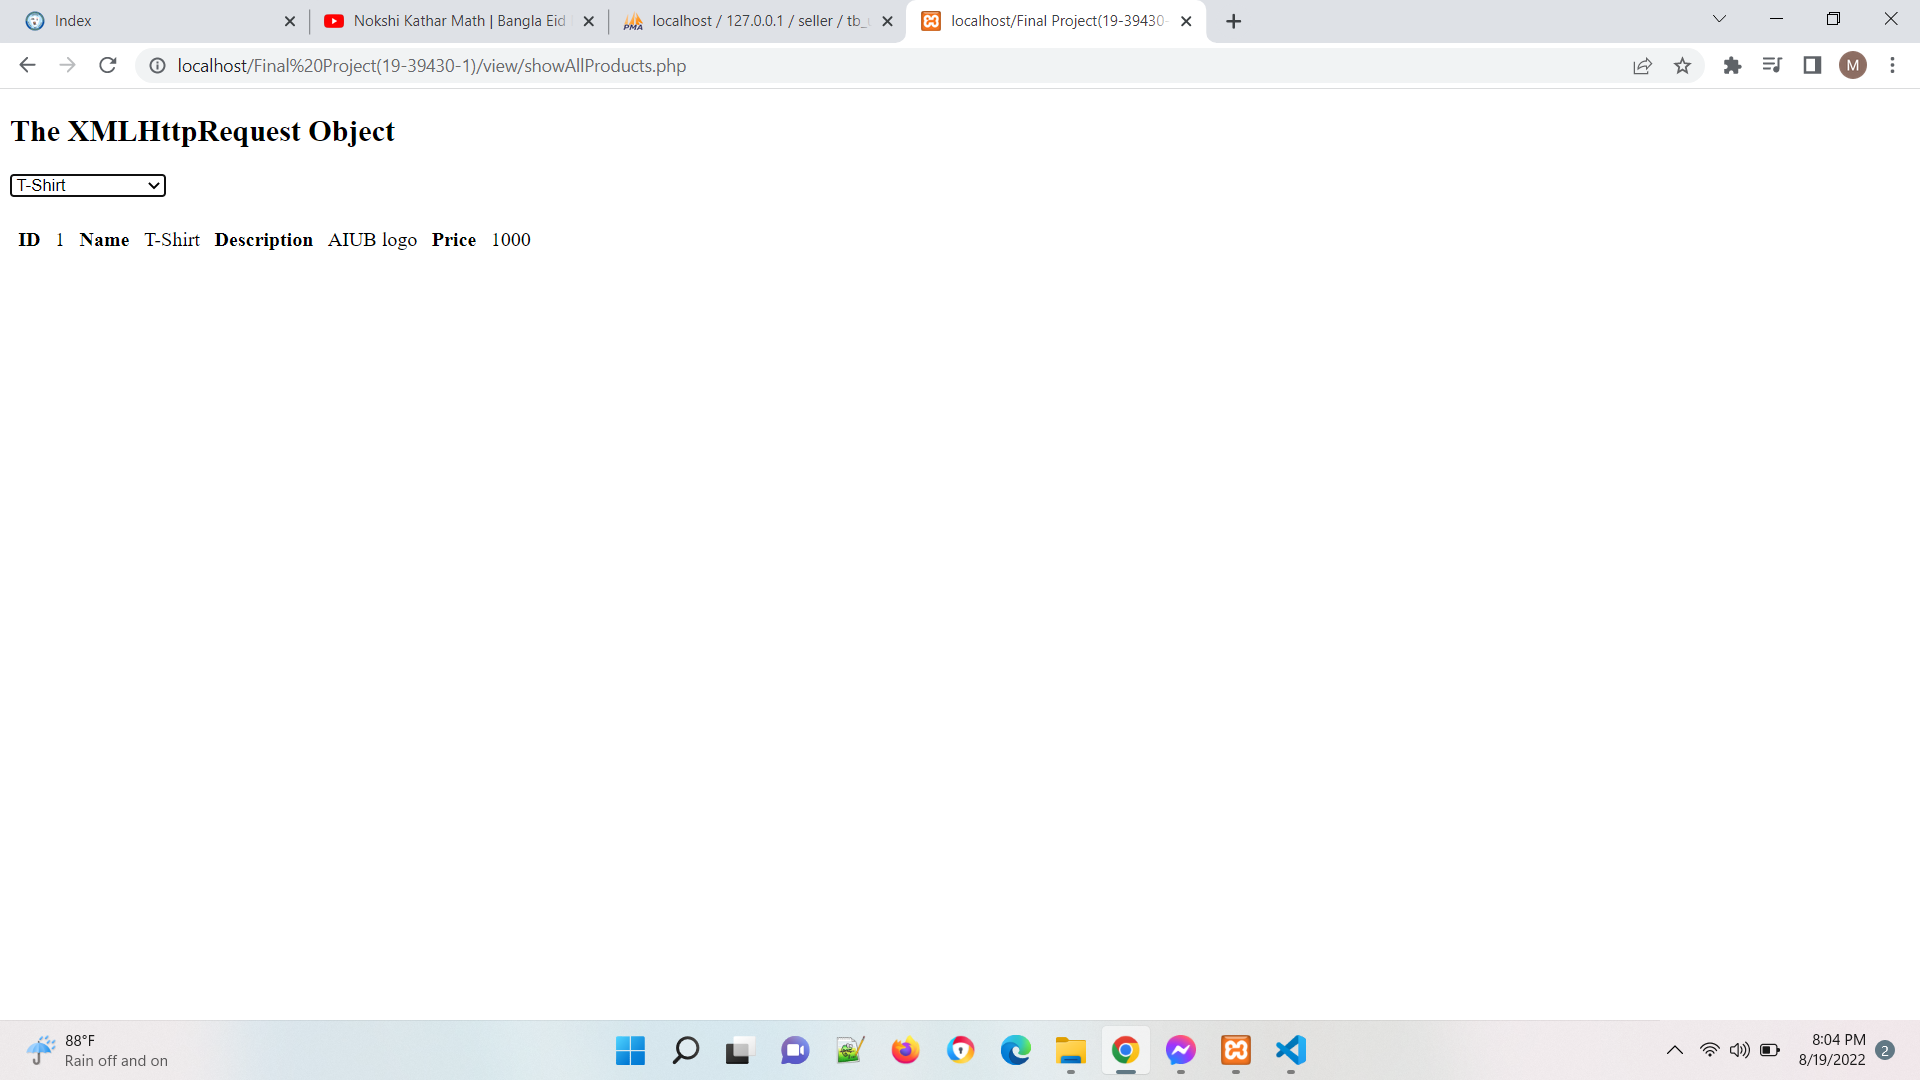 Index
Nokshi Kathar Math | Bangla Eid
localhost / 127.0.0.1 / seller / tb_
localhost/Final Project(19-39430-
localhost/Final%20Project(19-39430-1)/view/showAllProducts.php
M
The XMLHttpRequest Object
T-Shirt
ID 1 Name T-Shirt Description AIUB logo Price 1000
88°F
Rain off and on
8:04 PM
8/19/2022
2